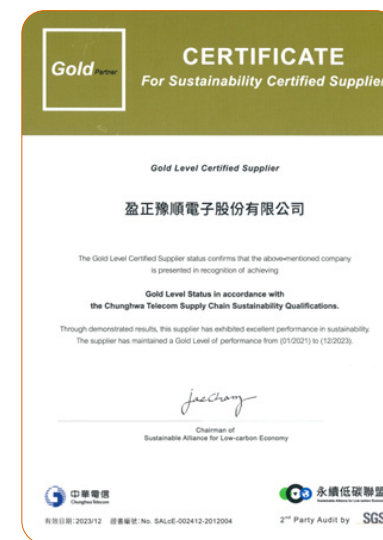 Gold Partner
CERTIFICATE
For Sustainability Certified Supplier
Gold Level Certified Supplier
盈正豫順電子股份有限公司
The Gold Level Certified Supplier status confirms that the above-mentioned company
is presented in recognition of achieving
Gold Level Status in accordance with
the Chunghwa Telecom Supply Chain Sustainability Qualifications.
Through demonstrated results, this supplier has exhibited excellent performance in sustainability.
The supplier has maintained a Gold Level of performance from (01/2021) to (12/2023).
Chairman of
Sustainable Alliance for Low-carbon Economy
中華電信
Chunghwa Telecom
永續低碳聯盟
Sustainable Alliance for Low-carbon Economy
有效日期:2023/12 證書編號:No. SALcE-002412-2012004
2nd Party Audit by SGS